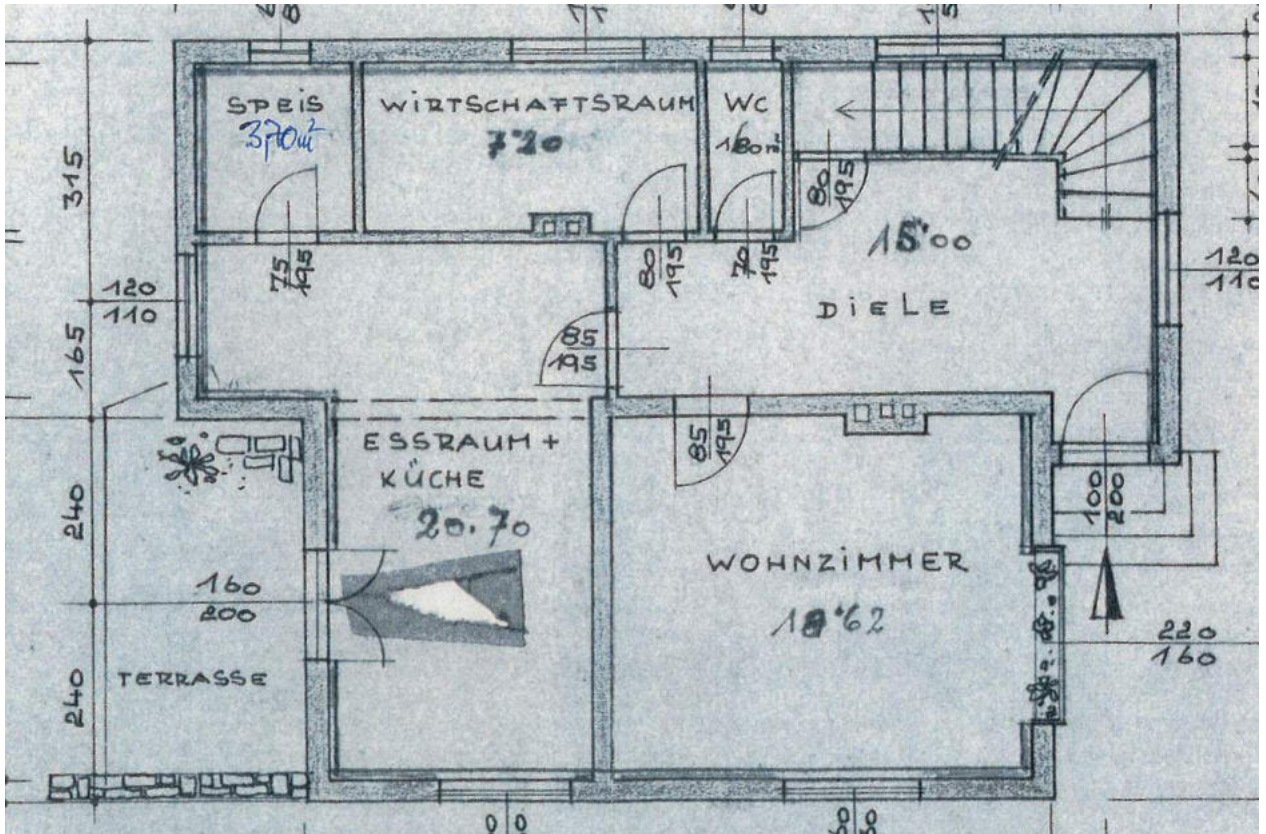 SPEIS
3,70m²
WIRTSCHAFTSRAUM
7.20
WC
1,80m²
80
195
315
75
195
80
195
70
195
15.00
DIELE
120
110
120
110
165
85
195
ESSRAUM +
KÜCHE
20.70
85
195
240
100
200
WOHNZIMMER
160
200
220
160
TERRASSE
240